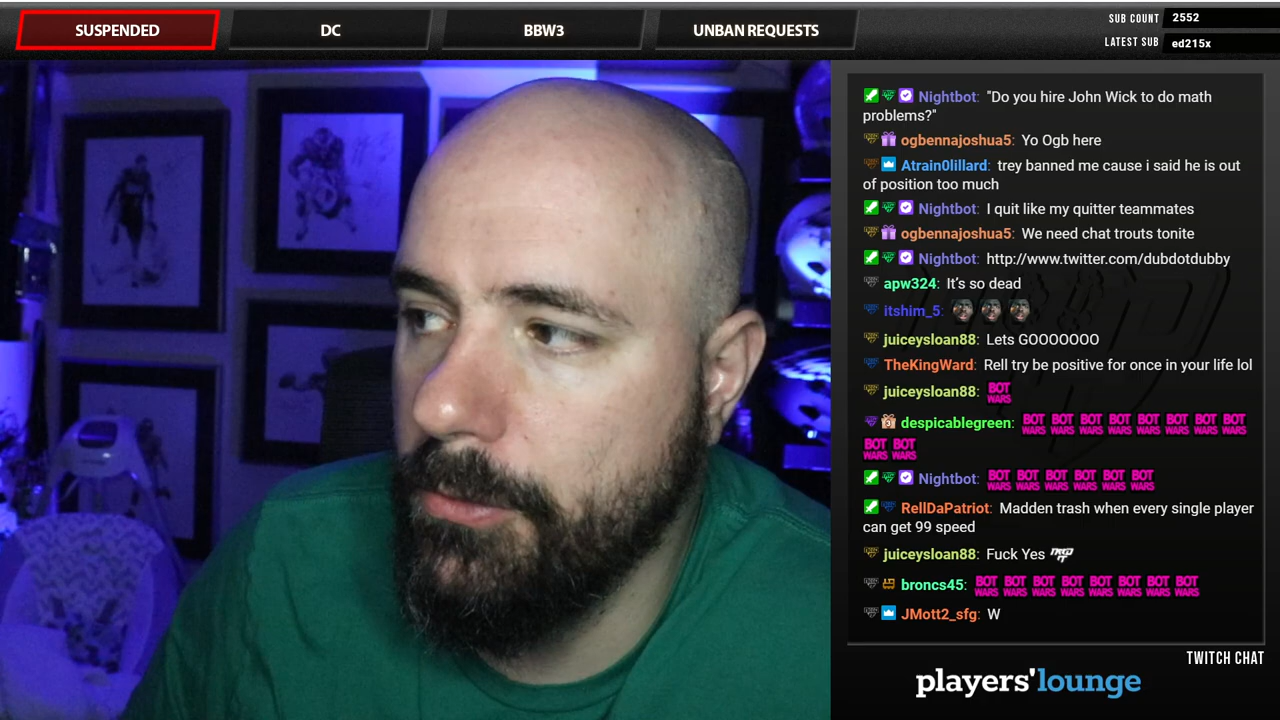 SUSPENDED
DC
BBW3
UNBAN REQUESTS
SUB COUNT 2552
LATEST SUB ed215x
Nightbot: "Do you hire John Wick to do math
problems?"
ogbennajoshua5: Yo Ogb here
Atrain0lillard: trey banned me cause i said he is out
of position too much
Nightbot: I quit like my quitter teammates
ogbennajoshua5: We need chat trouts tonite
Nightbot: http://www.twitter.com/dubdotdubby
apw324: It's so dead
itshim_5:
juiceysloan88: Lets GOOOOOOO
TheKingWard: Rell try be positive for once in your life lol
juiceysloan88: BOT WARS
despicablegreen: BOT WARS BOT WARS BOT WARS BOT WARS BOT WARS BOT WARS BOT WARS BOT WARS
BOT WARS BOT WARS
Nightbot: BOT WARS BOT WARS BOT WARS BOT WARS BOT WARS BOT WARS
RellDaPatriot: Madden trash when every single player
can get 99 speed
juiceysloan88: Fuck Yes
broncs45: BOT WARS BOT WARS BOT WARS BOT WARS BOT WARS BOT WARS BOT WARS BOT WARS
JMott2_sfg: W
TWITCH CHAT
players'lounge